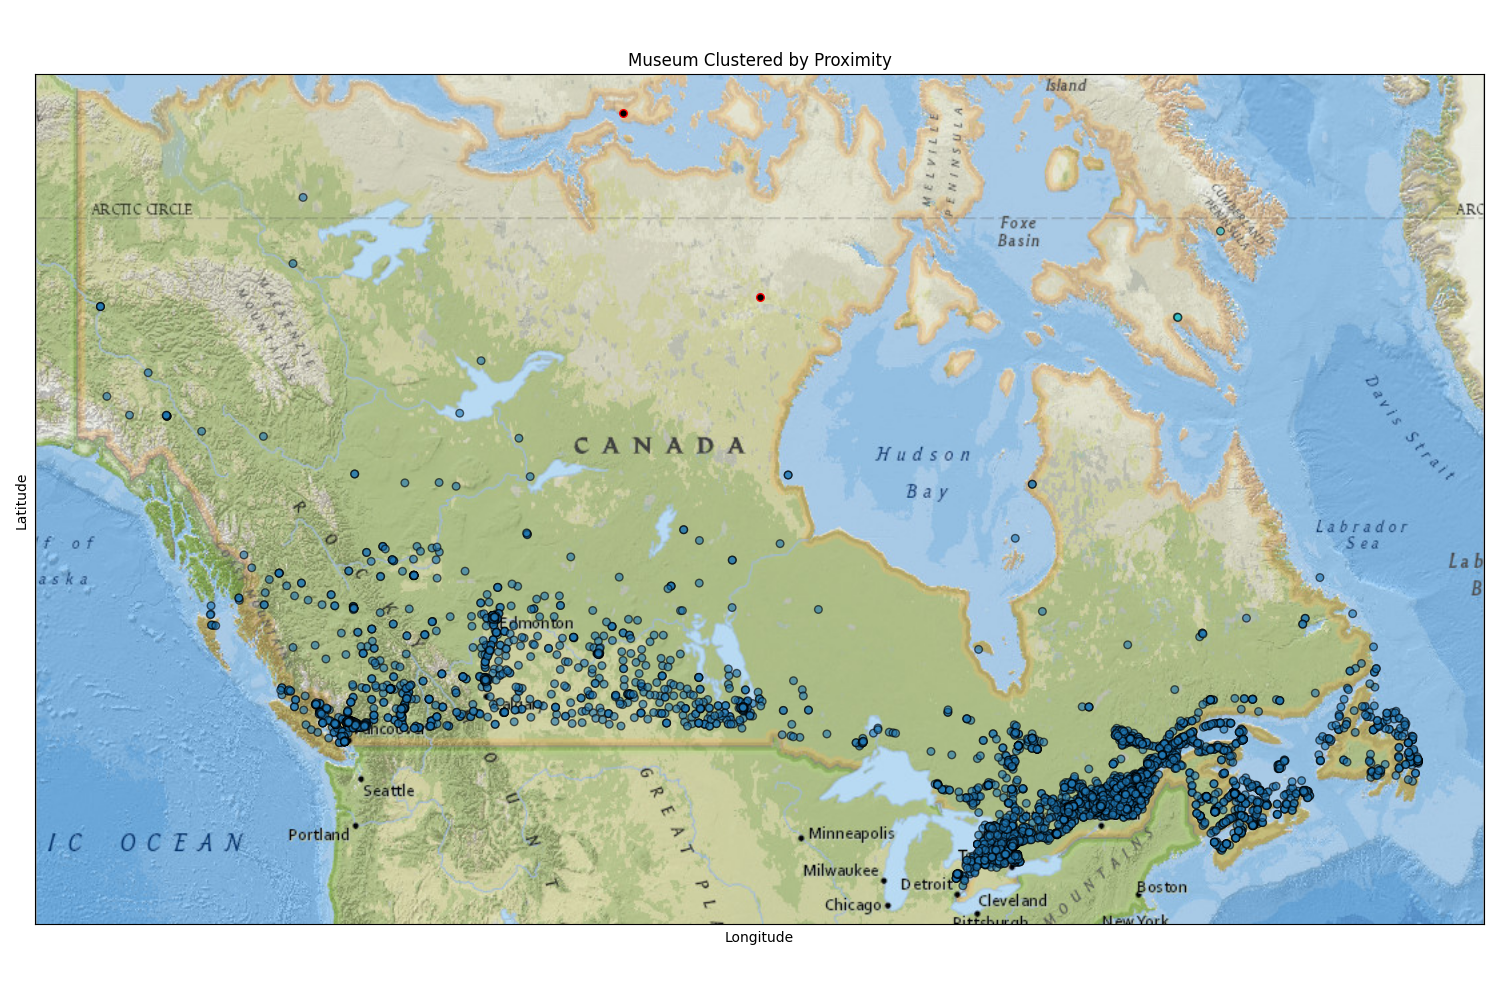 Museum Clustered by Proximity
Island
MELVILLE
PENINSULA
ARCTIC CIRCLE
CUMBERLAND
PENINSULA
ARC
Foxe
Basin
MACKENZIE
MOUNTAINS
Davis Strait
CANADA
Hudson
Bay
Latitude
R O C K Y
Labrador
Sea
lf of
aska
Lab
B
Edmonton
Seattle
GREAT PL
O U N T
Portland
IC OCEAN
Minneapolis
Milwaukee
Detroit
Chicago
Cleveland
Pittsburgh
MOUNTAINS
Boston
New York
Longitude